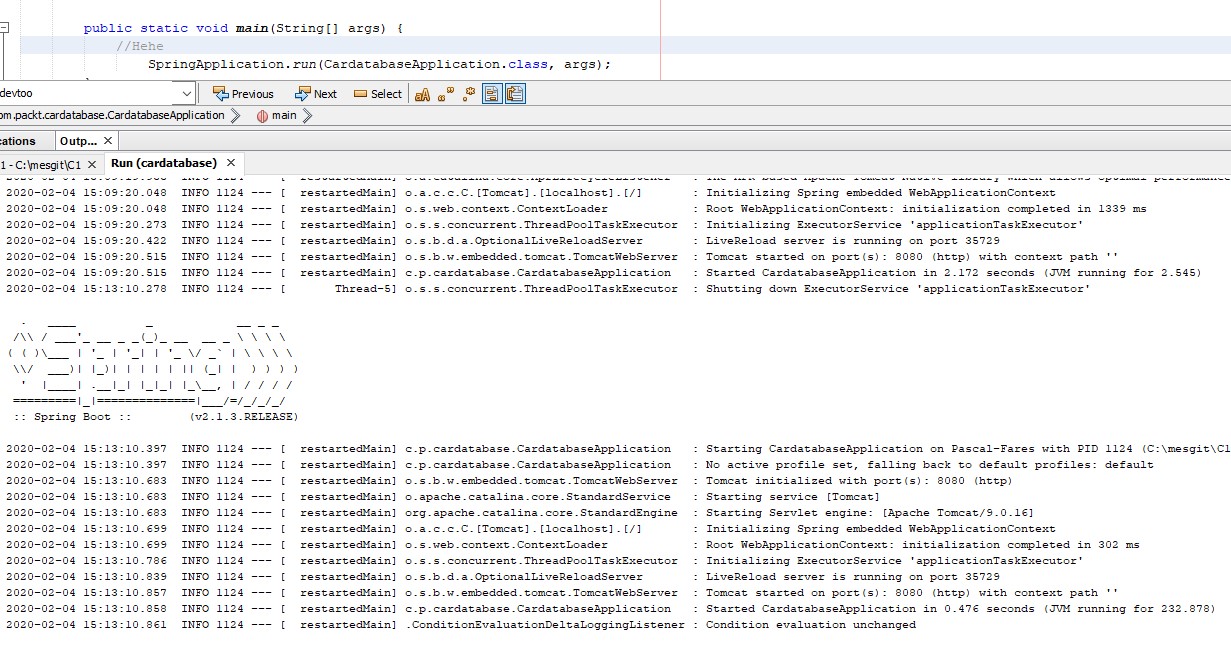 public static void main(String[] args) {
//Hehe
SpringApplication.run(CardatabaseApplication.class, args);
devtoo Previous Next Select
om.packt.cardatabase.CardatabaseApplication main
cations Outp...
1 - C:\mesgit\C1 Run (cardatabase)
2020-02-04 15:09:20.048  INFO 1124 --- [  restartedMain] o.a.c.c.C.[Tomcat].[localhost].[/]       : Initializing Spring embedded WebApplicationContext
2020-02-04 15:09:20.048  INFO 1124 --- [  restartedMain] o.s.web.context.ContextLoader            : Root WebApplicationContext: initialization completed in 1339 ms
2020-02-04 15:09:20.273  INFO 1124 --- [  restartedMain] o.s.s.concurrent.ThreadPoolTaskExecutor  : Initializing ExecutorService 'applicationTaskExecutor'
2020-02-04 15:09:20.422  INFO 1124 --- [  restartedMain] o.s.b.d.a.OptionalLiveReloadServer       : LiveReload server is running on port 35729
2020-02-04 15:09:20.515  INFO 1124 --- [  restartedMain] o.s.b.w.embedded.tomcat.TomcatWebServer  : Tomcat started on port(s): 8080 (http) with context path ''
2020-02-04 15:09:20.515  INFO 1124 --- [  restartedMain] c.p.cardatabase.CardatabaseApplication   : Started CardatabaseApplication in 2.172 seconds (JVM running for 2.545)
2020-02-04 15:13:10.278  INFO 1124 --- [       Thread-5] o.s.s.concurrent.ThreadPoolTaskExecutor  : Shutting down ExecutorService 'applicationTaskExecutor'
:: Spring Boot ::        (v2.1.3.RELEASE)
2020-02-04 15:13:10.397  INFO 1124 --- [  restartedMain] c.p.cardatabase.CardatabaseApplication   : Starting CardatabaseApplication on Pascal-Fares with PID 1124 (C:\mesgit\C1
2020-02-04 15:13:10.397  INFO 1124 --- [  restartedMain] c.p.cardatabase.CardatabaseApplication   : No active profile set, falling back to default profiles: default
2020-02-04 15:13:10.683  INFO 1124 --- [  restartedMain] o.s.b.w.embedded.tomcat.TomcatWebServer  : Tomcat initialized with port(s): 8080 (http)
2020-02-04 15:13:10.683  INFO 1124 --- [  restartedMain] o.apache.catalina.core.StandardService   : Starting service [Tomcat]
2020-02-04 15:13:10.683  INFO 1124 --- [  restartedMain] org.apache.catalina.core.StandardEngine  : Starting Servlet engine: [Apache Tomcat/9.0.16]
2020-02-04 15:13:10.699  INFO 1124 --- [  restartedMain] o.a.c.c.C.[Tomcat].[localhost].[/]       : Initializing Spring embedded WebApplicationContext
2020-02-04 15:13:10.699  INFO 1124 --- [  restartedMain] o.s.web.context.ContextLoader            : Root WebApplicationContext: initialization completed in 302 ms
2020-02-04 15:13:10.786  INFO 1124 --- [  restartedMain] o.s.s.concurrent.ThreadPoolTaskExecutor  : Initializing ExecutorService 'applicationTaskExecutor'
2020-02-04 15:13:10.839  INFO 1124 --- [  restartedMain] o.s.b.d.a.OptionalLiveReloadServer       : LiveReload server is running on port 35729
2020-02-04 15:13:10.857  INFO 1124 --- [  restartedMain] o.s.b.w.embedded.tomcat.TomcatWebServer  : Tomcat started on port(s): 8080 (http) with context path ''
2020-02-04 15:13:10.858  INFO 1124 --- [  restartedMain] c.p.cardatabase.CardatabaseApplication   : Started CardatabaseApplication in 0.476 seconds (JVM running for 232.878)
2020-02-04 15:13:10.861  INFO 1124 --- [  restartedMain] .ConditionEvaluationDeltaLoggingListener : Condition evaluation unchanged